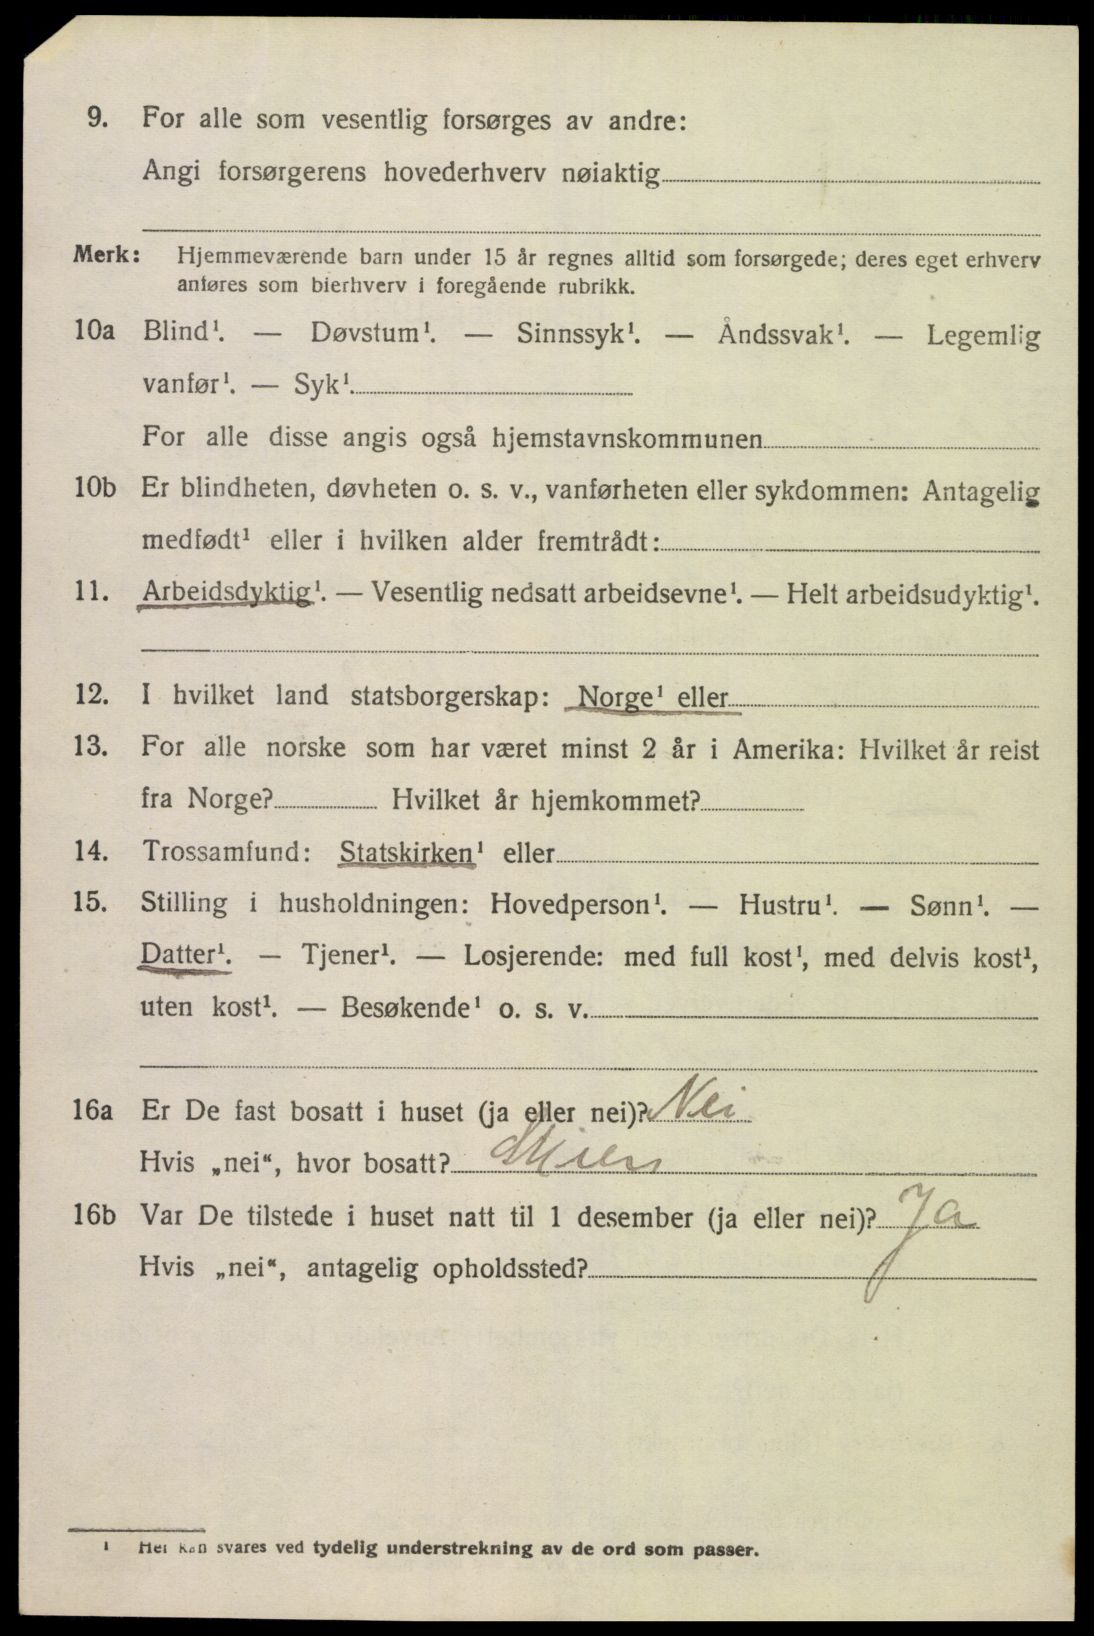 9. For alle som vesentlig forsørges av andre:
Angi forsørgerens hovederhverv nøiaktig
Merk: Hjemmeværende barn under 15 år regnes alltid som forsørgede; deres eget erhverv
anføres som bierhverv i foregående rubrikk.
10a Blind¹. — Døvstum¹. — Sinnssyk¹. — Åndssvak¹. — Legemlig
vanfør¹. — Syk¹.
For alle disse angis også hjemstavnskommunen
10b Er blindheten, døvheten o. s. v., vanførheten eller sykdommen: Antagelig
medfødt¹ eller i hvilken alder fremtrådt:
11. Arbeidsdyktig¹. — Vesentlig nedsatt arbeidsevne¹. — Helt arbeidsudyktig¹.
12. I hvilket land statsborgerskap: Norge¹ eller
13. For alle norske som har været minst 2 år i Amerika: Hvilket år reist
fra Norge? Hvilket år hjemkommet?
14. Trossamfund: Statskirken¹ eller
15. Stilling i husholdningen: Hovedperson¹. — Hustru¹. — Sønn¹. —
Datter¹. — Tjener¹. — Losjerende: med full kost¹, med delvis kost¹,
uten kost¹. — Besøkende¹ o. s. v.
16a Er De fast bosatt i huset (ja eller nei)? Nei
Hvis „nei“, hvor bosatt?
16b Var De tilstede i huset natt til 1 desember (ja eller nei)? Ja
Hvis „nei“, antagelig opholdssted?
¹ Her kan svares ved tydelig understrekning av de ord som passer.